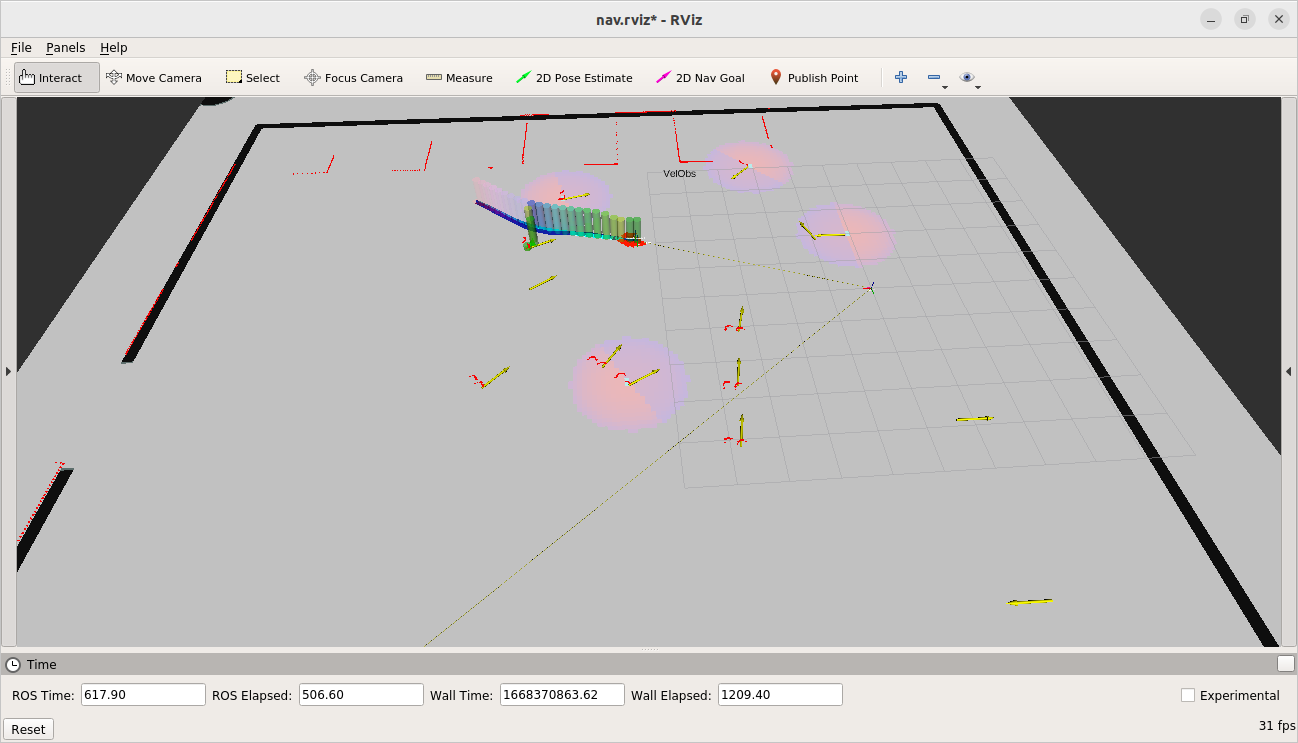 nav.rviz* - RViz
File Panels Help
Interact Move Camera Select Focus Camera Measure 2D Pose Estimate 2D Nav Goal Publish Point
VelObs
Time
ROS Time: 617.90 ROS Elapsed: 506.60 Wall Time: 1668370863.62 Wall Elapsed: 1209.40 Experimental
Reset 31 fps